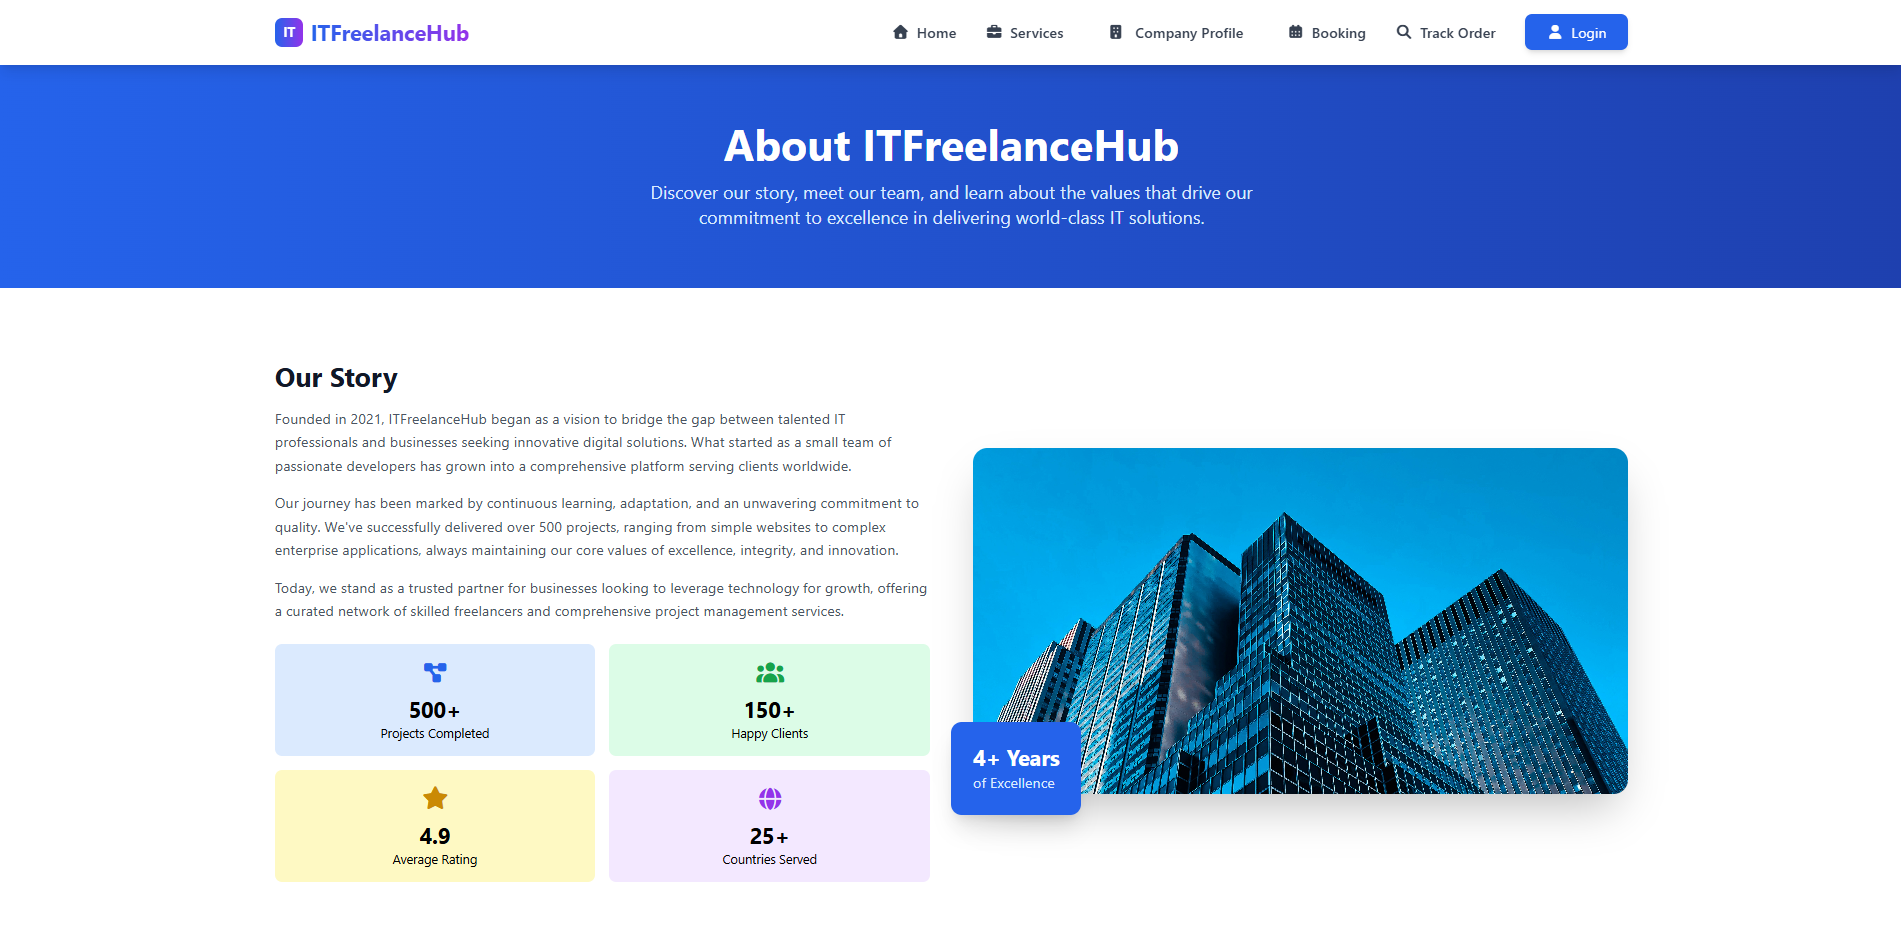 IT ITFreelanceHub
Home Services Company Profile Booking Track Order Login
About ITFreelanceHub
Discover our story, meet our team, and learn about the values that drive our
commitment to excellence in delivering world-class IT solutions.
Our Story
Founded in 2021, ITFreelanceHub began as a vision to bridge the gap between talented IT
professionals and businesses seeking innovative digital solutions. What started as a small team of
passionate developers has grown into a comprehensive platform serving clients worldwide.
Our journey has been marked by continuous learning, adaptation, and an unwavering commitment to
quality. We've successfully delivered over 500 projects, ranging from simple websites to complex
enterprise applications, always maintaining our core values of excellence, integrity, and innovation.
Today, we stand as a trusted partner for businesses looking to leverage technology for growth, offering
a curated network of skilled freelancers and comprehensive project management services.
500+
Projects Completed
150+
Happy Clients
4.9
Average Rating
25+
Countries Served
4+ Years
of Excellence